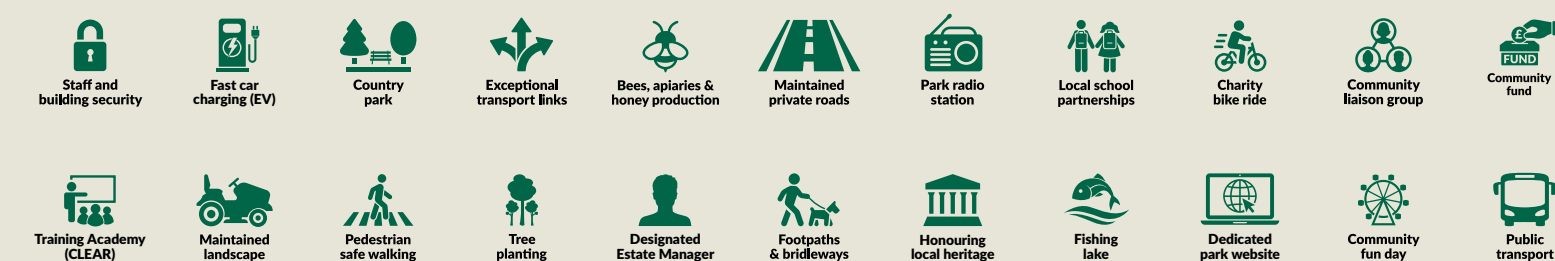 Staff and
building security
Fast car
charging (EV)
Country
park
Exceptional
transport links
Bees, apiaries &
honey production
Maintained
private roads
Park radio
station
Local school
partnerships
Charity
bike ride
Community
liaison group
£
FUND
Community
fund
Training Academy
(CLEAR)
Maintained
landscape
Pedestrian
safe walking
Tree
planting
Designated
Estate Manager
Footpaths
& bridleways
Honouring
local heritage
Fishing
lake
Dedicated
park website
Community
fun day
Public
transport